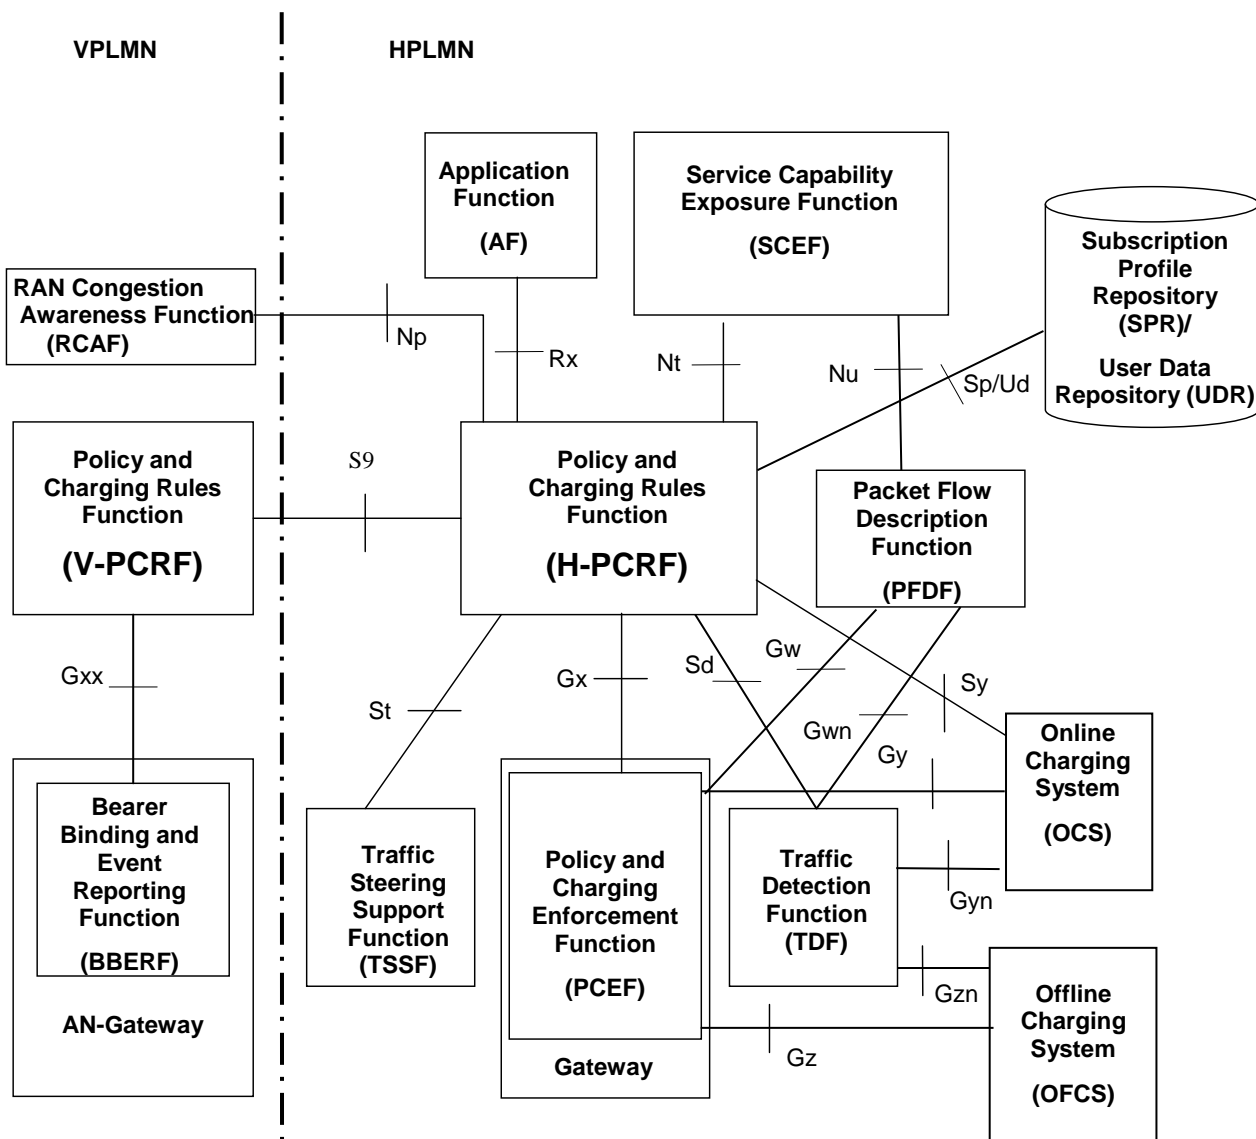 VPLMN
HPLMN
Application
Function
(AF)
Service Capability
Exposure Function
(SCEF)
Subscription
Profile
Repository
(SPR)/
User Data
Repository (UDR)
RAN Congestion
Awareness Function
(RCAF)
Np
Rx
Nt
Nu
Sp/Ud
Policy and
Charging Rules
Function
(V-PCRF)
S9
Policy and
Charging Rules
Function
(H-PCRF)
Packet Flow
Description
Function
(PFDF)
Gxx
St
Gx
Sd
Gw
Gwn
Sy
Gy
Bearer
Binding and
Event
Reporting
Function
(BBERF)
AN-Gateway
Traffic
Steering
Support
Function
(TSSF)
Policy and
Charging
Enforcement
Function
(PCEF)
Gateway
Traffic
Detection
Function
(TDF)
Online
Charging
System
(OCS)
Gyn
Gzn
Gz
Offline
Charging
System
(OFCS)